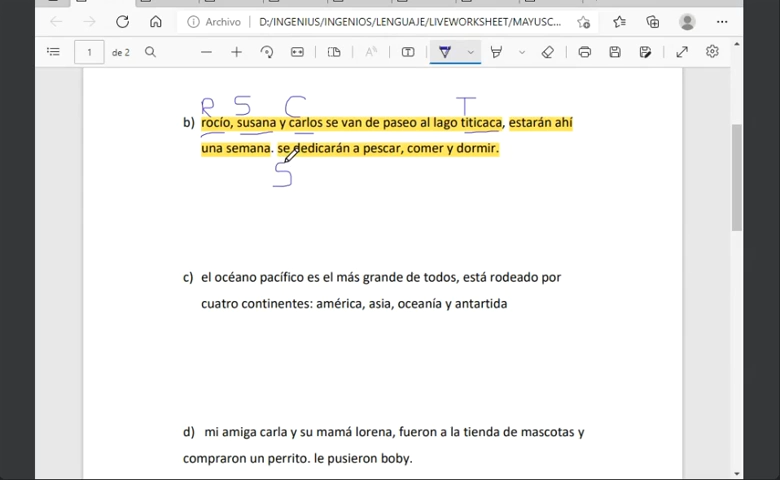 Archivo | D:/INGENIUS/INGENIOS/LENGUAJE/LIVEWORKSHEET/MAYUSC...
1 de 2
R S C T
b) rocío, susana y carlos se van de paseo al lago titicaca, estarán ahí
una semana. se dedicarán a pescar, comer y dormir.
S
c) el océano pacífico es el más grande de todos, está rodeado por
cuatro continentes: américa, asia, oceanía y antartida
d) mi amiga carla y su mamá lorena, fueron a la tienda de mascotas y
compraron un perrito. le pusieron boby.